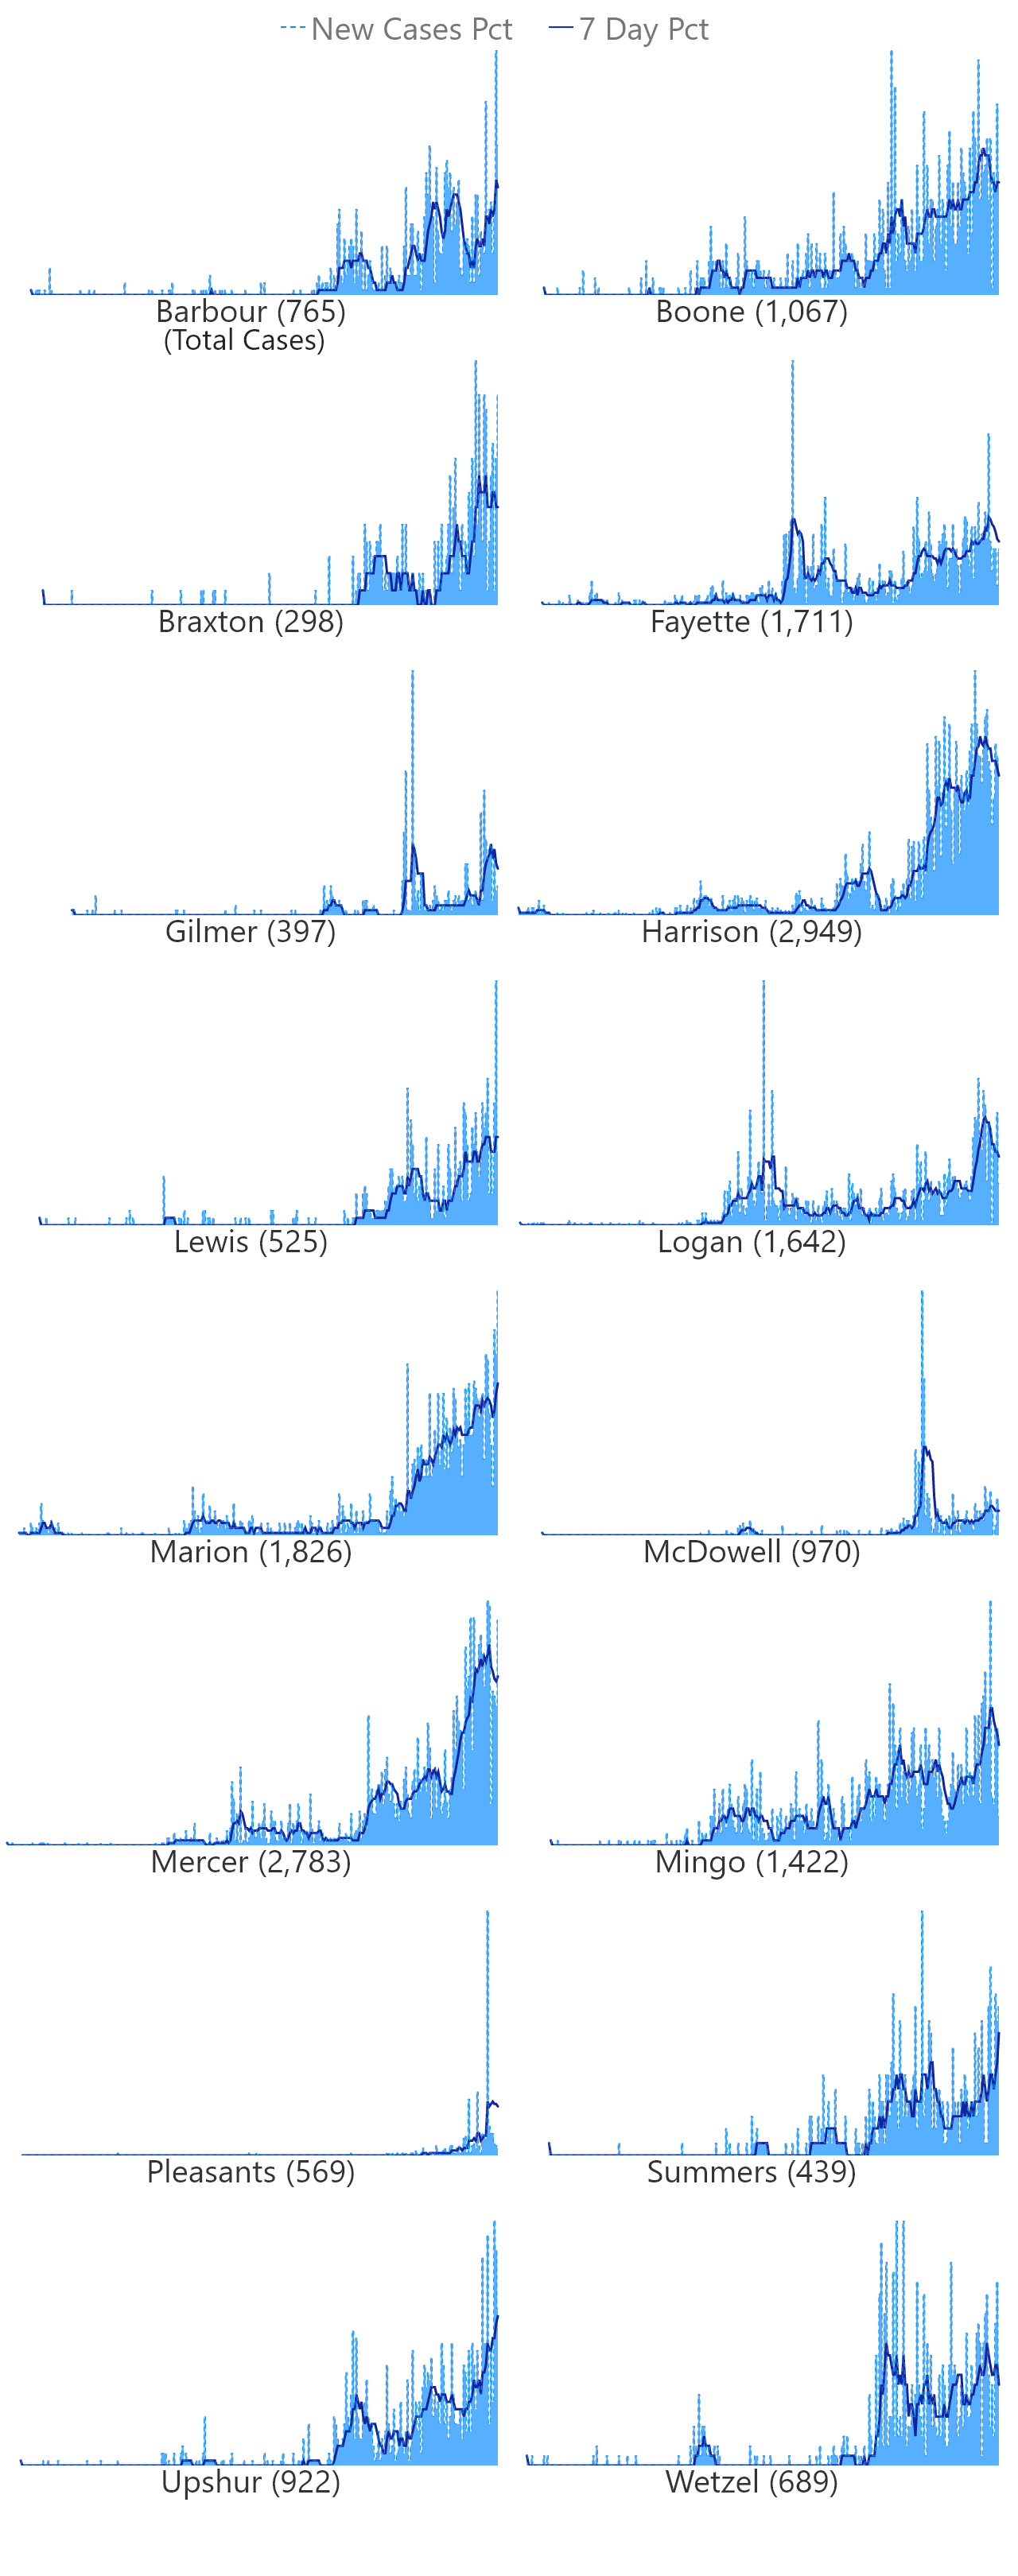 New Cases Pct 7 Day Pct
Barbour (765) Boone (1,067)
(Total Cases)
Braxton (298) Fayette (1,711)
Gilmer (397) Harrison (2,949)
Lewis (525) Logan (1,642)
Marion (1,826) McDowell (970)
Mercer (2,783) Mingo (1,422)
Pleasants (569) Summers (439)
Upshur (922) Wetzel (689)